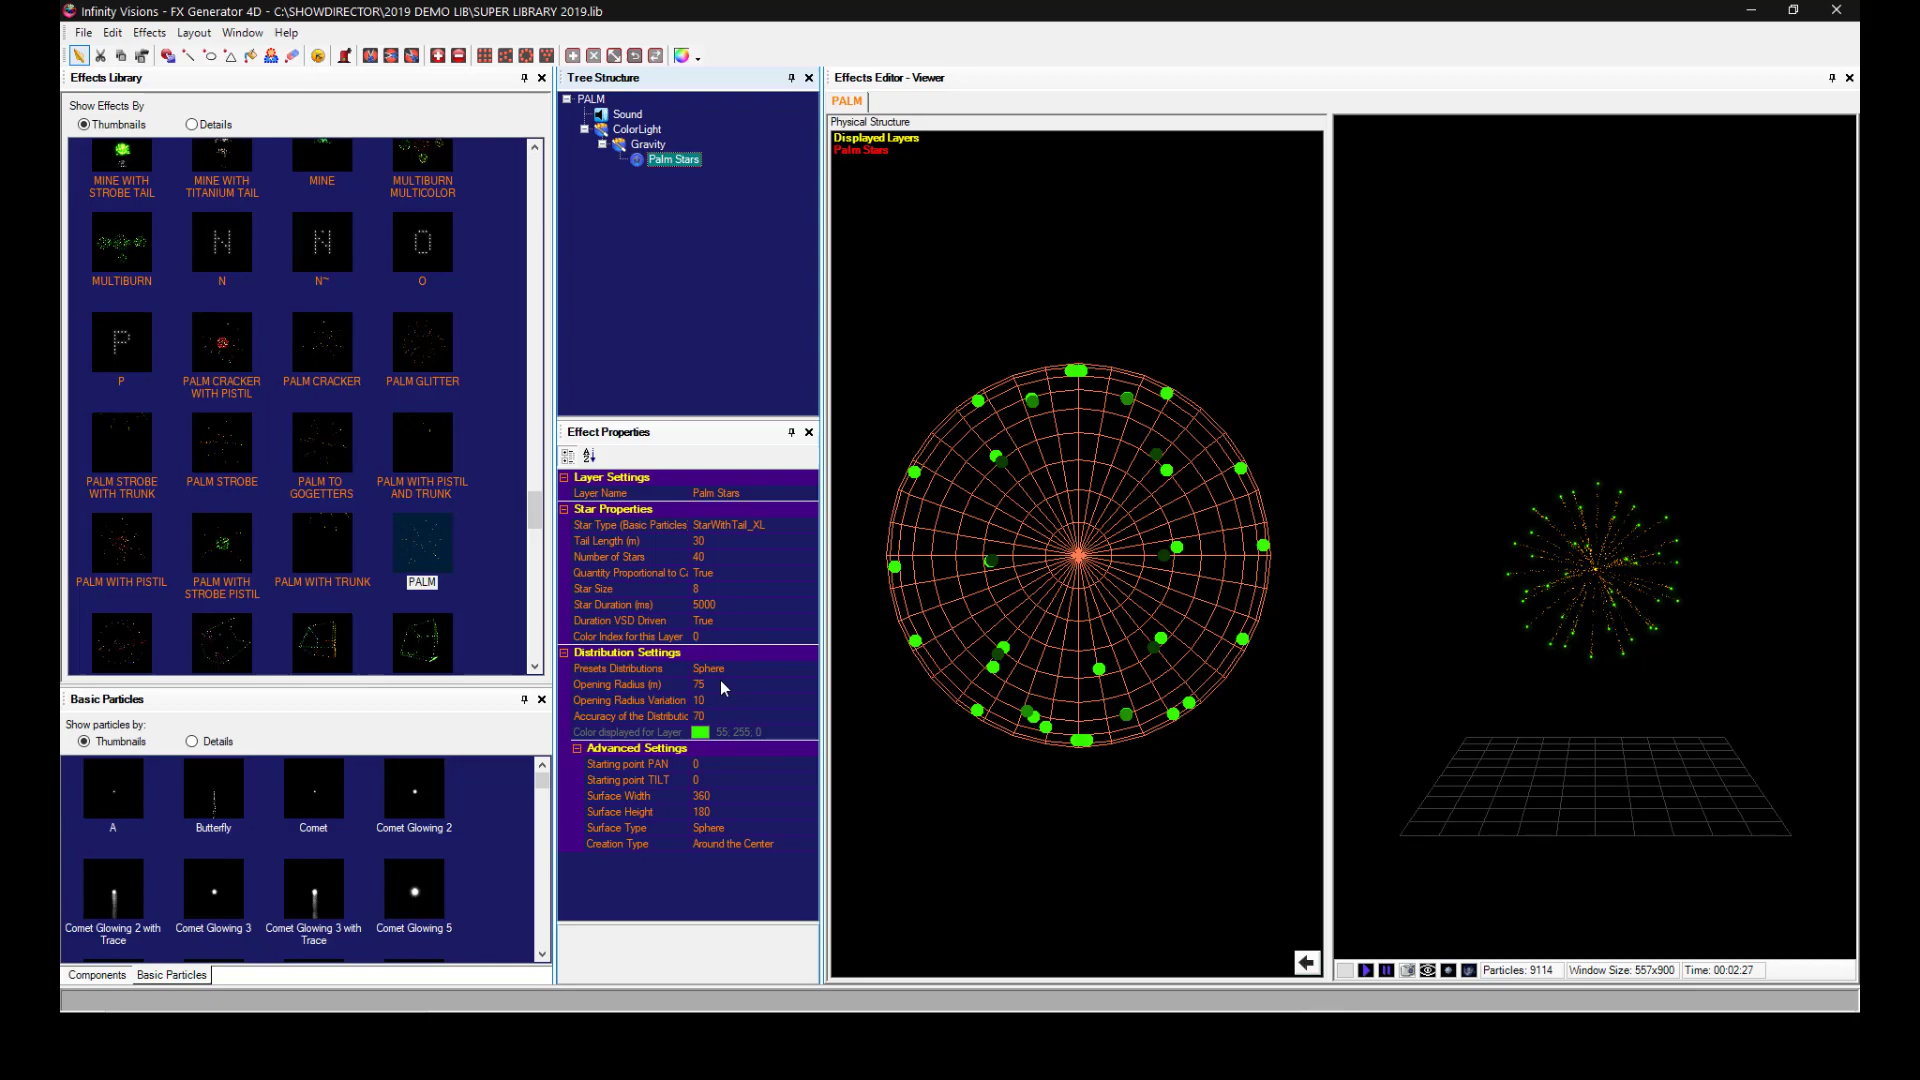 Infinity Visions - FX Generator 4D - C:\SHOWDIRECTOR\2019 DEMO LIB\SUPER LIBRARY 2019.lib
File Edit Effects Layout Window Help
Effects Library
Show Effects By
Thumbnails Details
MINE WITH STROBE TAIL
MINE WITH TITANIUM TAIL
MINE
MULTIBURN MULTICOLOR
MULTIBURN
N
N~
O
P
PALM CRACKER WITH PISTIL
PALM CRACKER
PALM GLITTER
PALM STROBE WITH TRUNK
PALM STROBE
PALM TO GOGETTERS
PALM WITH PISTIL AND TRUNK
PALM WITH PISTIL
PALM WITH STROBE PISTIL
PALM WITH TRUNK
PALM
Basic Particles
Show particles by:
Thumbnails Details
A
Butterfly
Comet
Comet Glowing 2
Comet Glowing 2 with Trace
Comet Glowing 3
Comet Glowing 3 with Trace
Comet Glowing 5
Components Basic Particles
Tree Structure
PALM
Sound
ColorLight
Gravity
Palm Stars
Effect Properties
Layer Settings
Layer Name Palm Stars
Star Properties
Star Type (Basic Particles) StarWithTail_XL
Tail Length (m) 30
Number of Stars 40
Quantity Proportional to Ca True
Star Size 8
Star Duration (ms) 5000
Duration VSD Driven True
Color Index for this Layer 0
Distribution Settings
Presets Distributions Sphere
Opening Radius (m) 75
Opening Radius Variation 10
Accuracy of the Distributic 70
Color displayed for Layer 55; 255; 0
Advanced Settings
Starting point PAN 0
Starting point TILT 0
Surface Width 360
Surface Height 180
Surface Type Sphere
Creation Type Around the Center
Effects Editor - Viewer
PALM
Physical Structure
Displayed Layers
Palm Stars
Particles: 9114 Window Size: 557x900 Time: 00:02:27